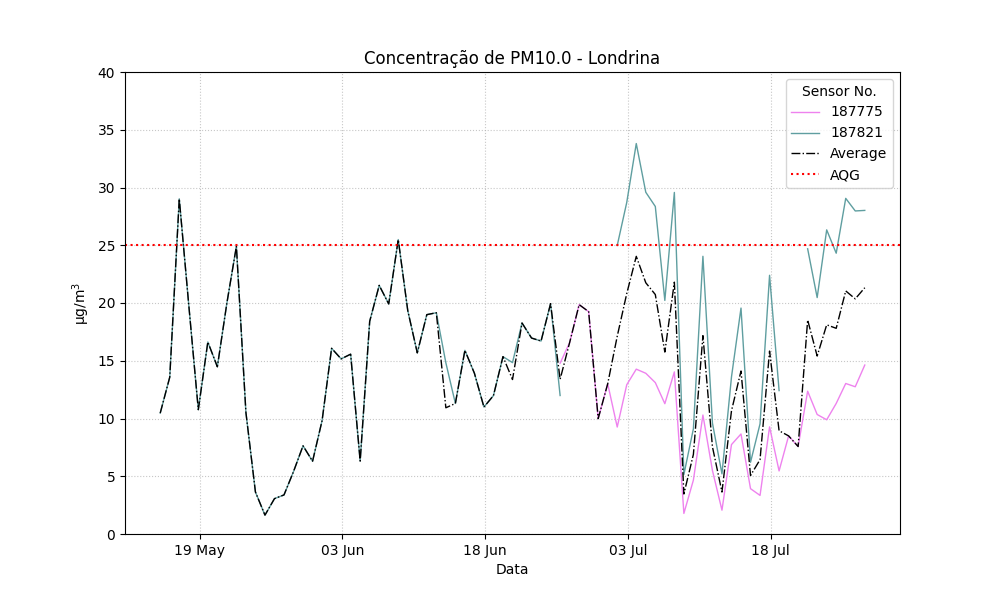 Concentração de PM10.0 - Londrina
Sensor No.
187775
187821
Average
AQG
40
35
30
25
20
15
10
5
0
µg/m³
19 May
03 Jun
18 Jun
03 Jul
18 Jul
Data